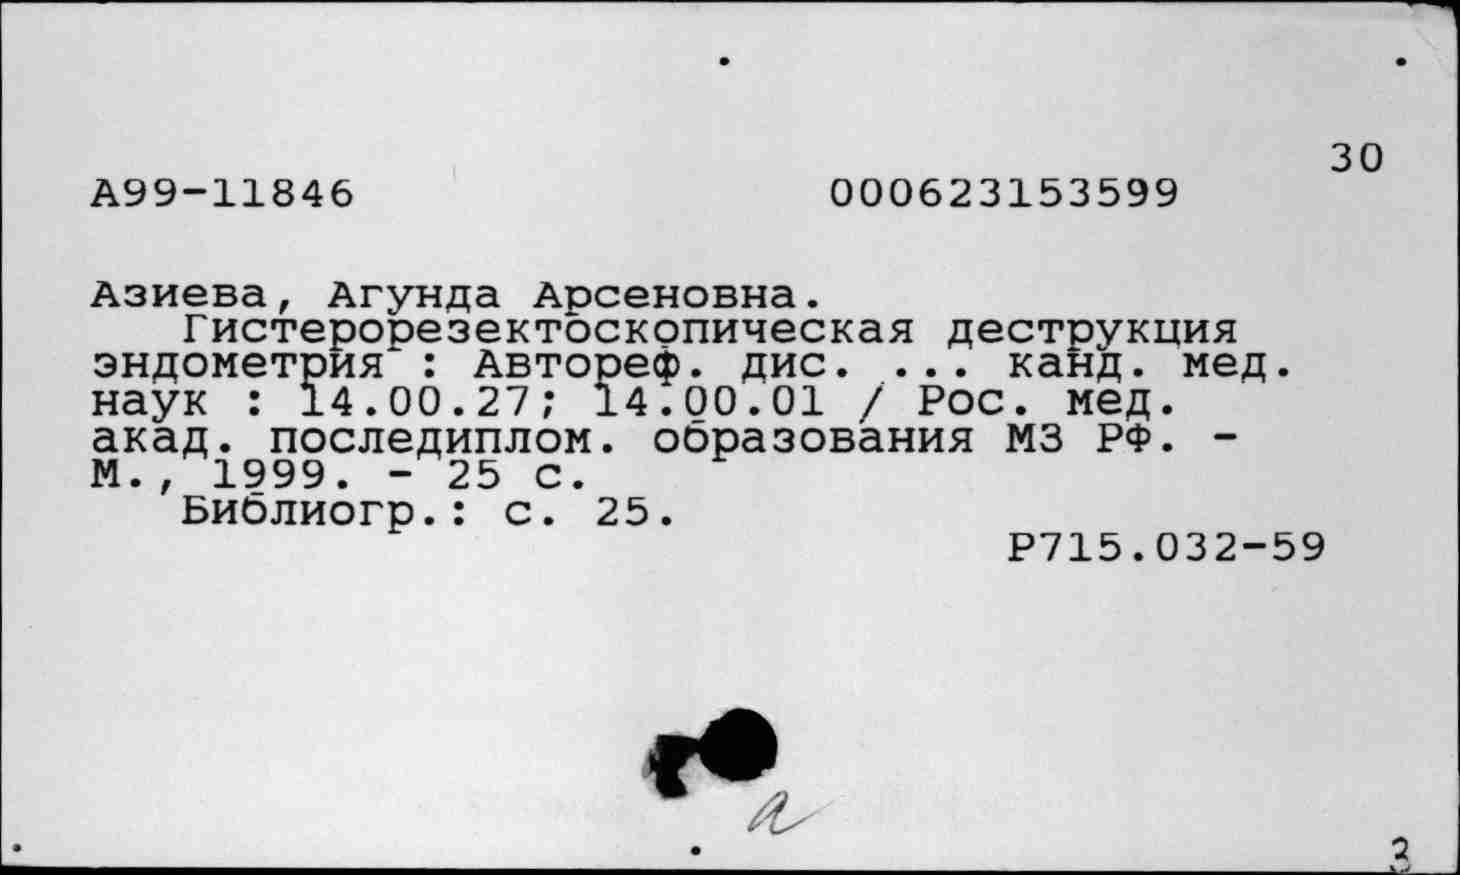 30
А99-11846 000623153599
Азиева, Агунда Арсеновна.
Гистерорезектоскопическая деструкция
эндометрия : Автореф. дис. ... канд. мед.
наук : 14.00.27; 14.00.01 / Рос. мед.
акад. последиплом. образования МЗ РФ. -
М., 1999. - 25 с.
Библиогр.: с. 25.
Р715.032-59
а
3